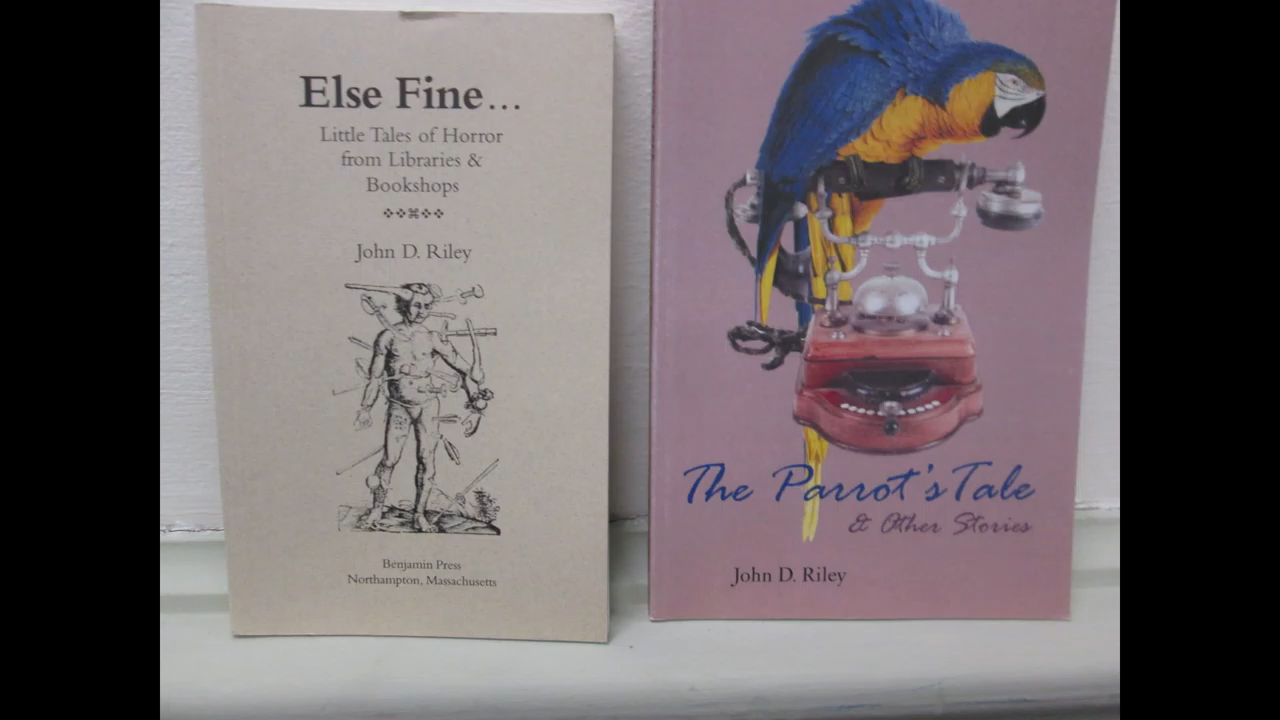 Else Fine...
Little Tales of Horror
from Libraries &
Bookshops
John D. Riley
Benjamin Press
Northampton, Massachusetts
The Parrot's Tale
& Other Stories
John D. Riley